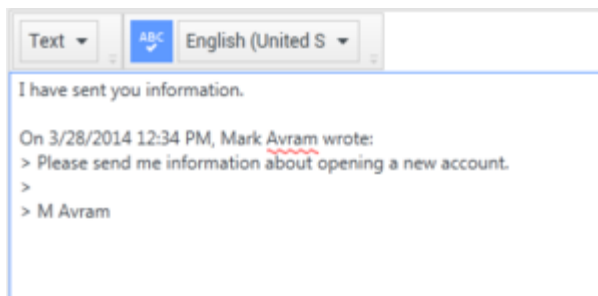 Text
ABC
English (United S
I have sent you information.
On 3/28/2014 12:34 PM, Mark Avram wrote:
> Please send me information about opening a new account.
>
> M Avram